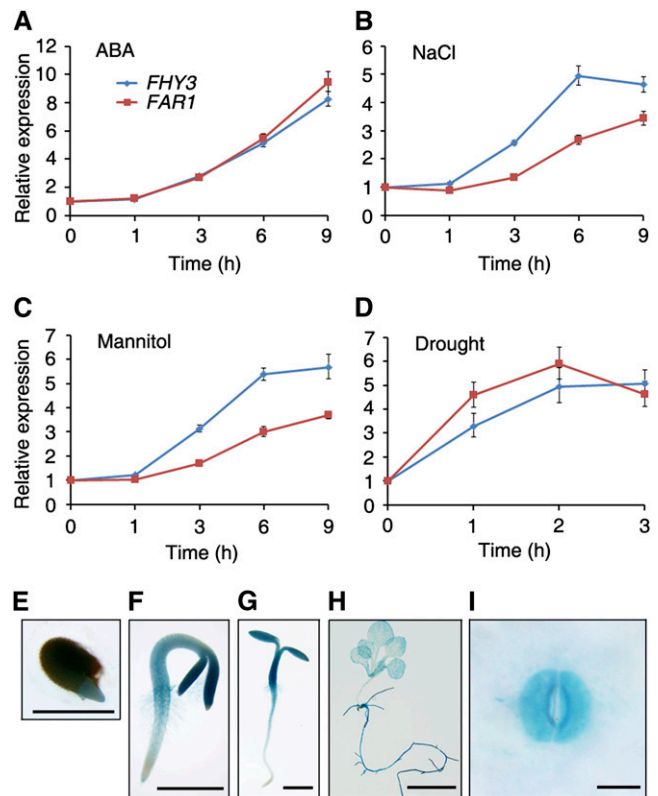 A
ABA
FHY3
FAR1
Relative expression
12
10
8
6
4
2
0
0 1 3 6 9
Time (h)
B
NaCl
6
5
4
3
2
1
0
0 1 3 6 9
Time (h)
C
Mannitol
Relative expression
7
6
5
4
3
2
1
0
0 1 3 6 9
Time (h)
D
Drought
7
6
5
4
3
2
1
0
0 1 2 3
Time (h)
E F G H I